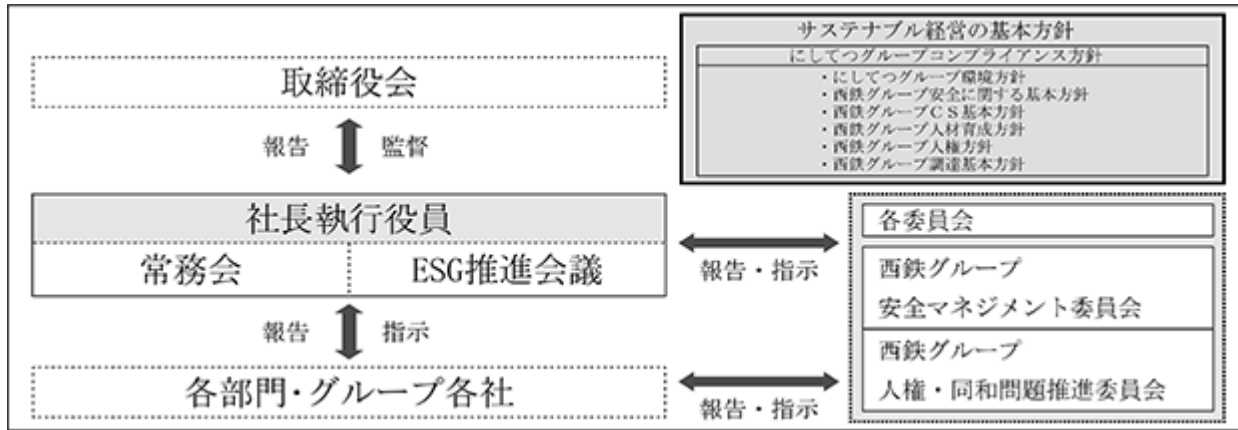 サステナブル経営の基本方針
にしてつグループコンプライアンス方針
・にしてつグループ環境方針
・西鉄グループ安全に関する基本方針
・西鉄グループCS基本方針
・西鉄グループ人材育成方針
・西鉄グループ人権方針
・西鉄グループ調達基本方針
取締役会
報告 監督
社長執行役員
常務会 ESG推進会議
報告・指示
各委員会
西鉄グループ
安全マネジメント委員会
西鉄グループ
人権・同和問題推進委員会
報告 指示
各部門・グループ各社
報告・指示